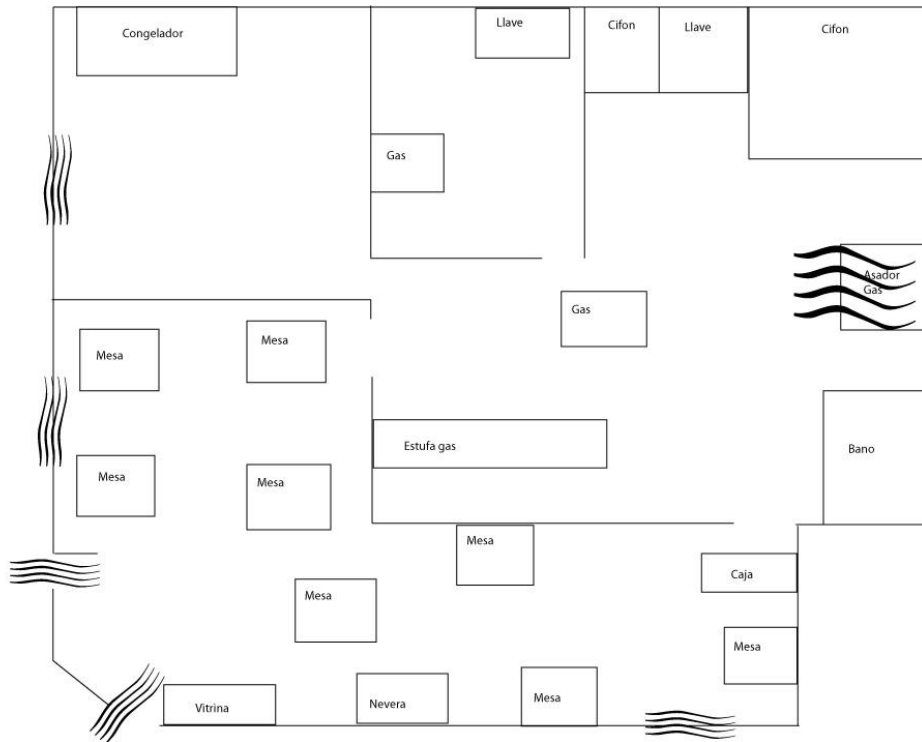 Congelador
Llave
Cifon
Llave
Cifon
Gas
Asador
Gas
Gas
Mesa
Mesa
Estufa gas
Bano
Mesa
Mesa
Mesa
Caja
Mesa
Mesa
Vitrina
Nevera
Mesa